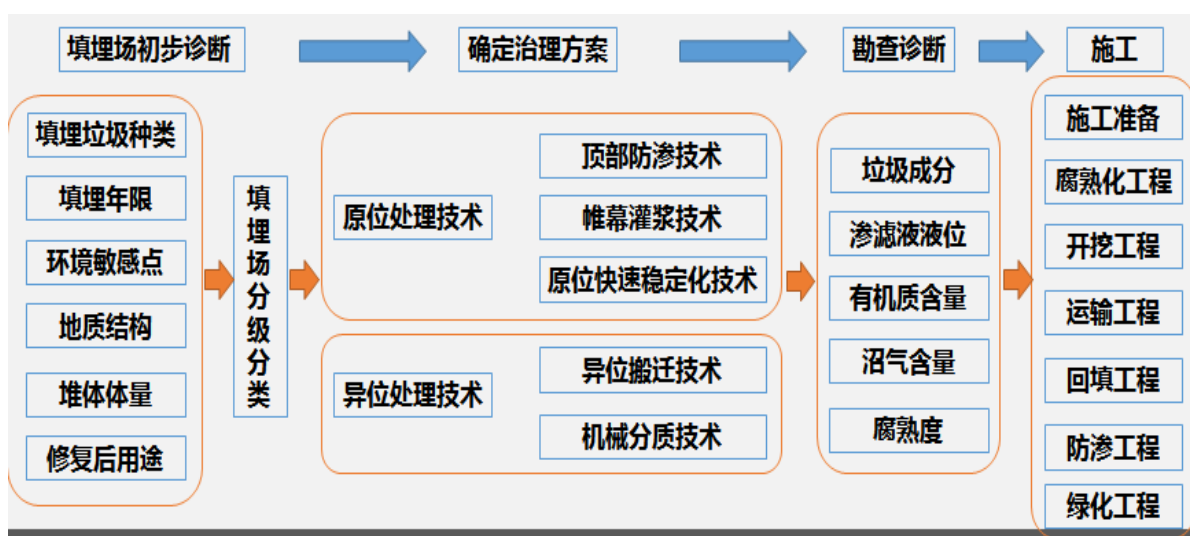 填埋场初步诊断
确定治理方案
勘查诊断
施工
填埋垃圾种类
填埋年限
环境敏感点
地质结构
堆体体量
修复后用途
填埋场分级分类
原位处理技术
顶部防渗技术
帷幕灌浆技术
原位快速稳定化技术
异位处理技术
异位搬迁技术
机械分质技术
垃圾成分
渗滤液液位
有机质含量
沼气含量
腐熟度
施工准备
腐熟化工程
开挖工程
运输工程
回填工程
防渗工程
绿化工程